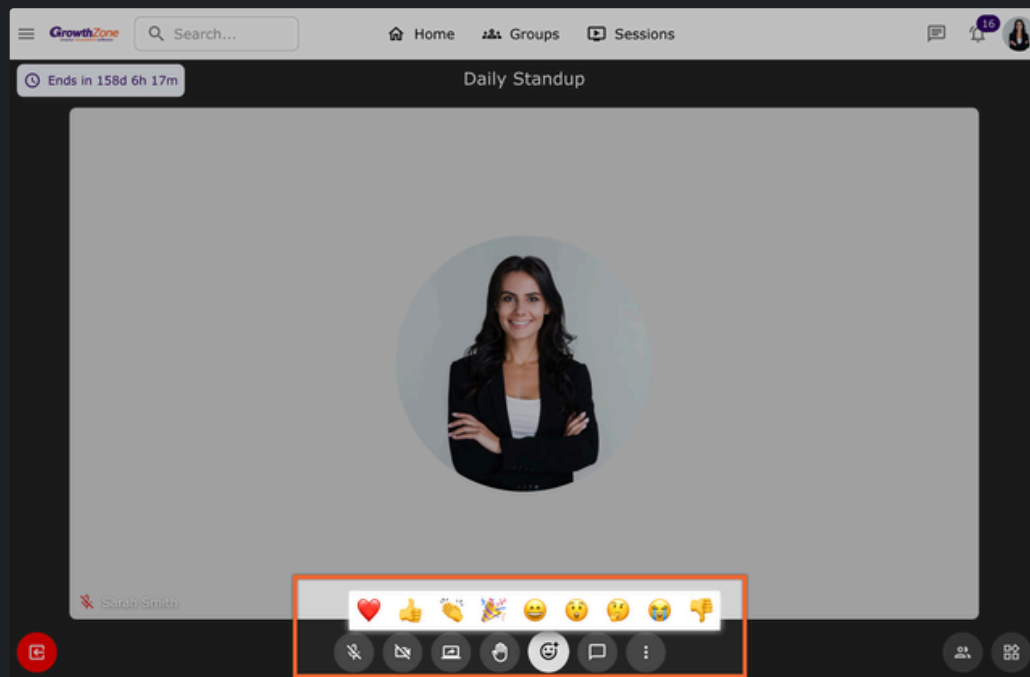 GrowthZone
Search...
Home
Groups
Sessions
16
Ends in 158d 6h 17m
Daily Standup
Sarah Smith